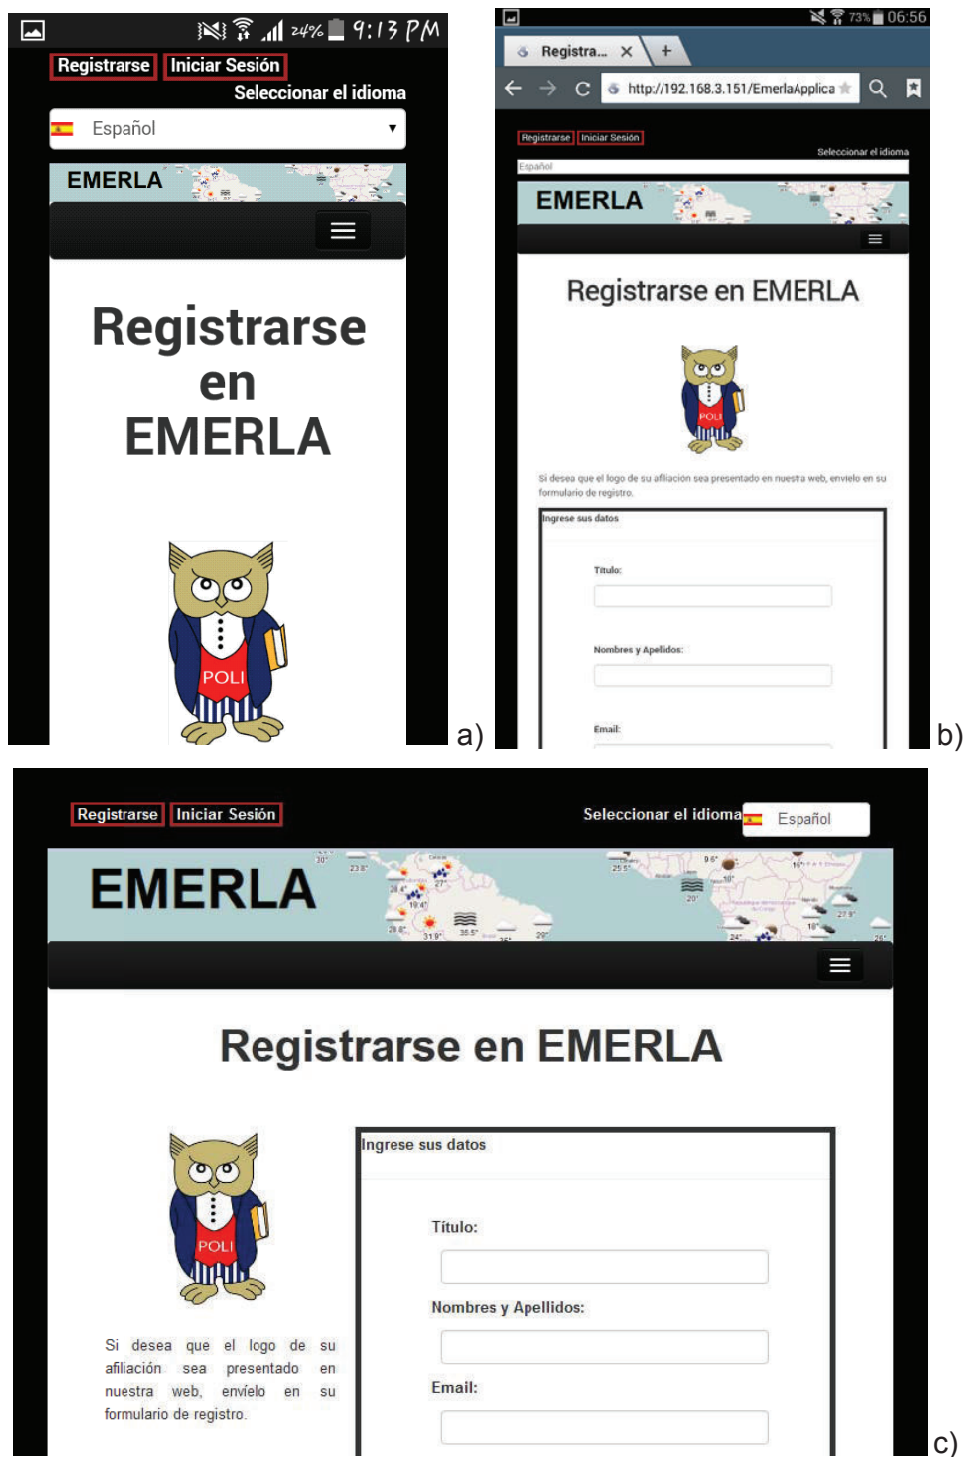 24% 9:13 PM
Registrarse Iniciar Sesión
Seleccionar el idioma
Español
EMERLA
Registrarse
en
EMERLA
POLI
a)
73% 06:56
Registra...
http://192.168.3.151/EmerlaApplica
Registrarse Iniciar Sesión
Seleccionar el idioma
Español
EMERLA
Registrarse en EMERLA
POLI
Si desea que el logo de su afliación sea presentado en nuestra web, envíelo en su
formulario de registro.
Ingrese sus datos
Título:
Nombres y Apelidos:
Email:
b)
Registrarse Iniciar Sesión
Seleccionar el idioma
Español
EMERLA
Registrarse en EMERLA
POLI
Ingrese sus datos
Título:
Nombres y Apellidos:
Email:
Si desea que el logo de su
afiliación sea presentado en
nuestra web, envíelo en su
formulario de registro.
c)